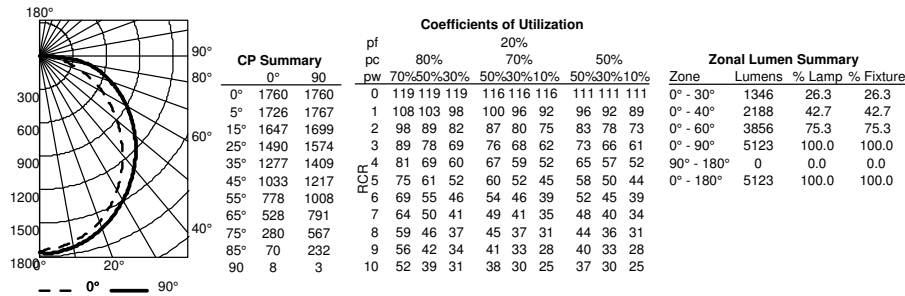 180°
90°
80°
300
600
60°
900
1200
1500
40°
1800
0°
20°
0°
90°
CP Summary
0° 90
0° 1760 1760
5° 1726 1767
15° 1647 1699
25° 1490 1574
35° 1277 1409
45° 1033 1217
55° 778 1008
65° 528 791
75° 280 567
85° 70 232
90 8 3
Coefficients of Utilization
pf 20%
pc 80% 70% 50%
pw 70%50%30% 50%30%10% 50%30%10%
RCR
0 119 119 119 116 116 116 111 111 111
1 108 103 98 100 96 92 96 92 89
2 98 89 82 87 80 75 83 78 73
3 89 78 69 76 68 62 73 66 61
4 81 69 60 67 59 52 65 57 52
5 75 61 52 60 52 45 58 50 44
6 69 55 46 54 46 39 52 45 39
7 64 50 41 49 41 35 48 40 34
8 59 46 37 45 37 31 44 36 31
9 56 42 34 41 33 28 40 33 28
10 52 39 31 38 30 25 37 30 25
Zonal Lumen Summary
Zone Lumens % Lamp % Fixture
0° - 30° 1346 26.3 26.3
0° - 40° 2188 42.7 42.7
0° - 60° 3856 75.3 75.3
0° - 90° 5123 100.0 100.0
90° - 180° 0 0.0 0.0
0° - 180° 5123 100.0 100.0